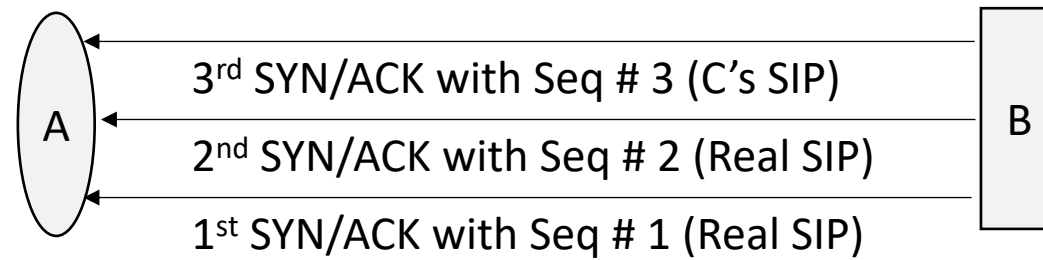 3rd SYN/ACK with Seq # 3 (C’s SIP)
A
B
2nd SYN/ACK with Seq # 2 (Real SIP)
1st SYN/ACK with Seq # 1 (Real SIP)